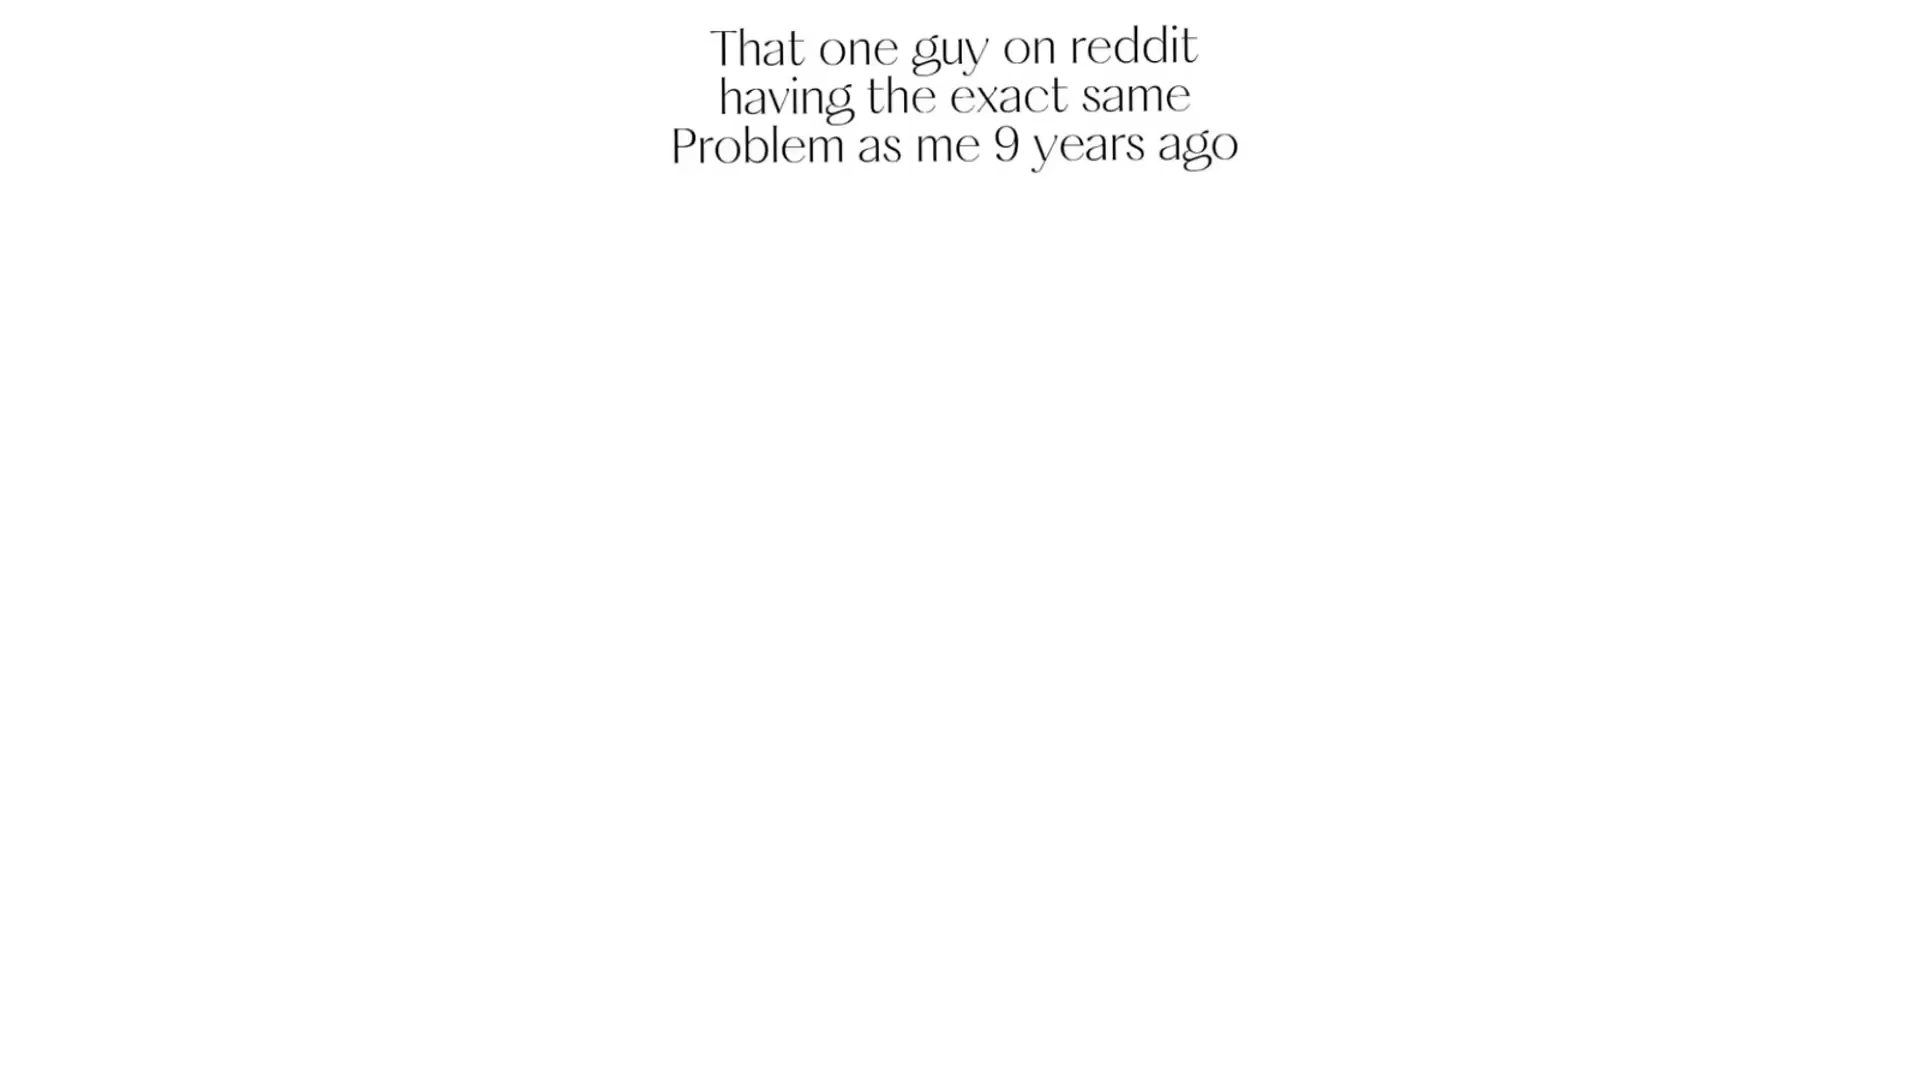 That one guy on reddit
having the exact same
Problem as me 9 years ago